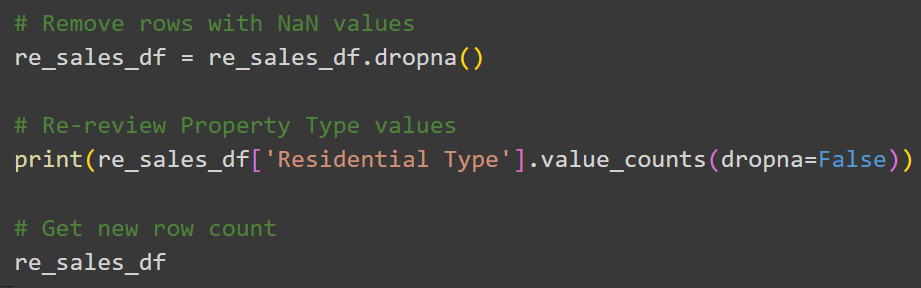 # Remove rows with NaN values
re_sales_df = re_sales_df.dropna()
# Re-review Property Type values
print(re_sales_df['Residential Type'].value_counts(dropna=False))
# Get new row count
re_sales_df